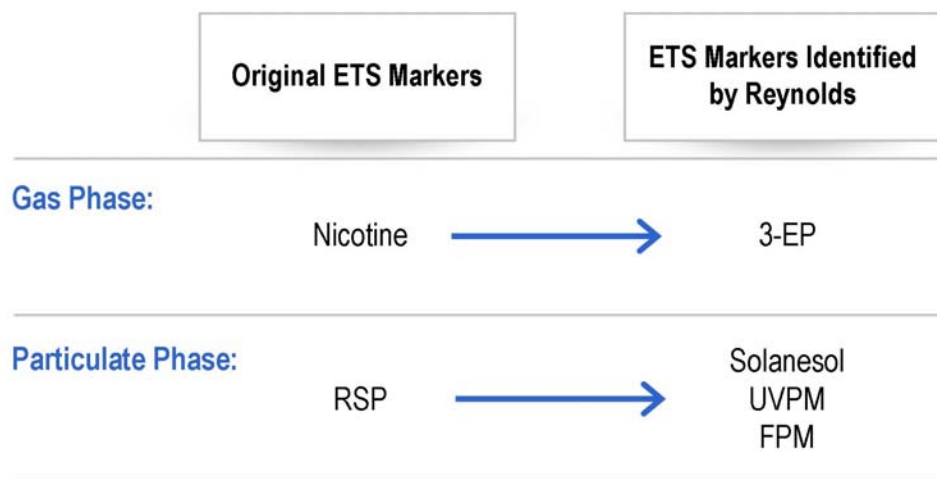 Original ETS Markers
ETS Markers Identified
by Reynolds
Gas Phase:
Nicotine
3-EP
Particulate Phase:
RSP
Solanesol
UVPM
FPM